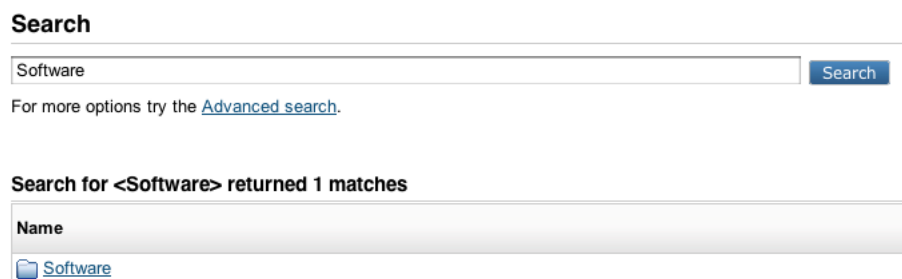 Search
Software Search
For more options try the Advanced search.
Search for <Software> returned 1 matches
Name
Software